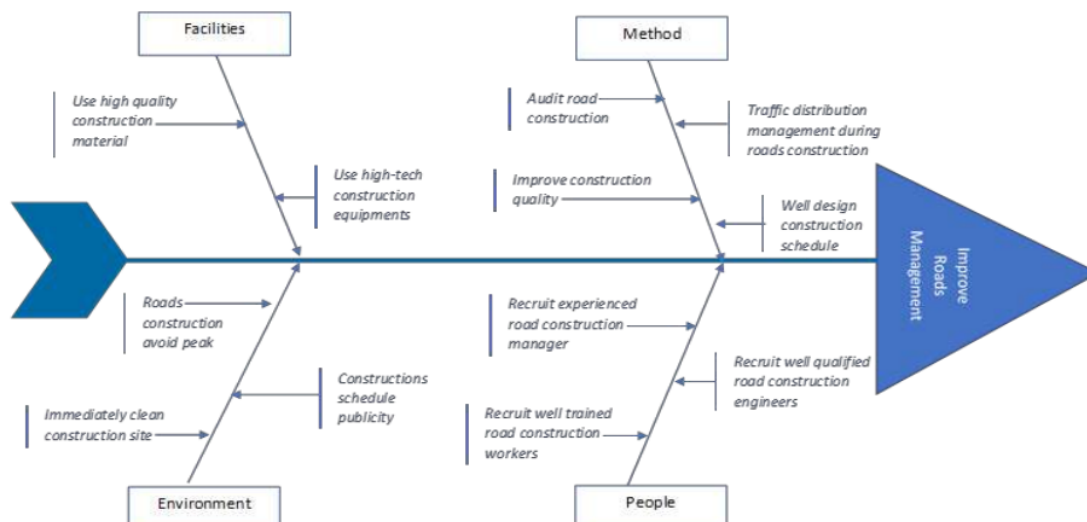 Facilities
Method
Use high quality
construction
material
Use high-tech
construction
equipments
Audit road
construction
Traffic distribution
management during
roads construction
Improve construction
quality
Well design
construction
schedule
Improve
Roads
Management
Roads
construction
avoid peak
Constructions
schedule
publicity
Immediately clean
construction site
Recruit experienced
road construction
manager
Recruit well qualified
road construction
engineers
Recruit well trained
road construction
workers
Environment
People